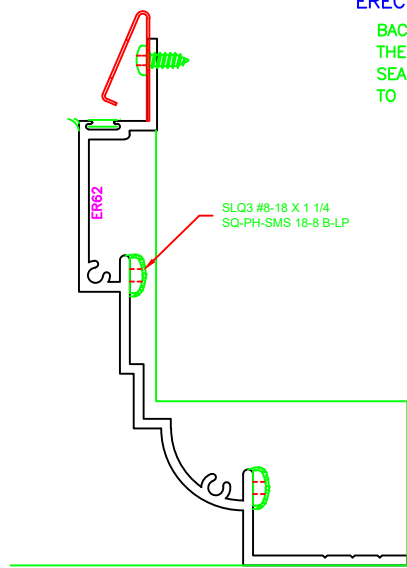 EREC
BAC
THE
SEA
TO
ER62
SLQ3 #8-18 X 1 1/4
SQ-PH-SMS 18-8 B-LP